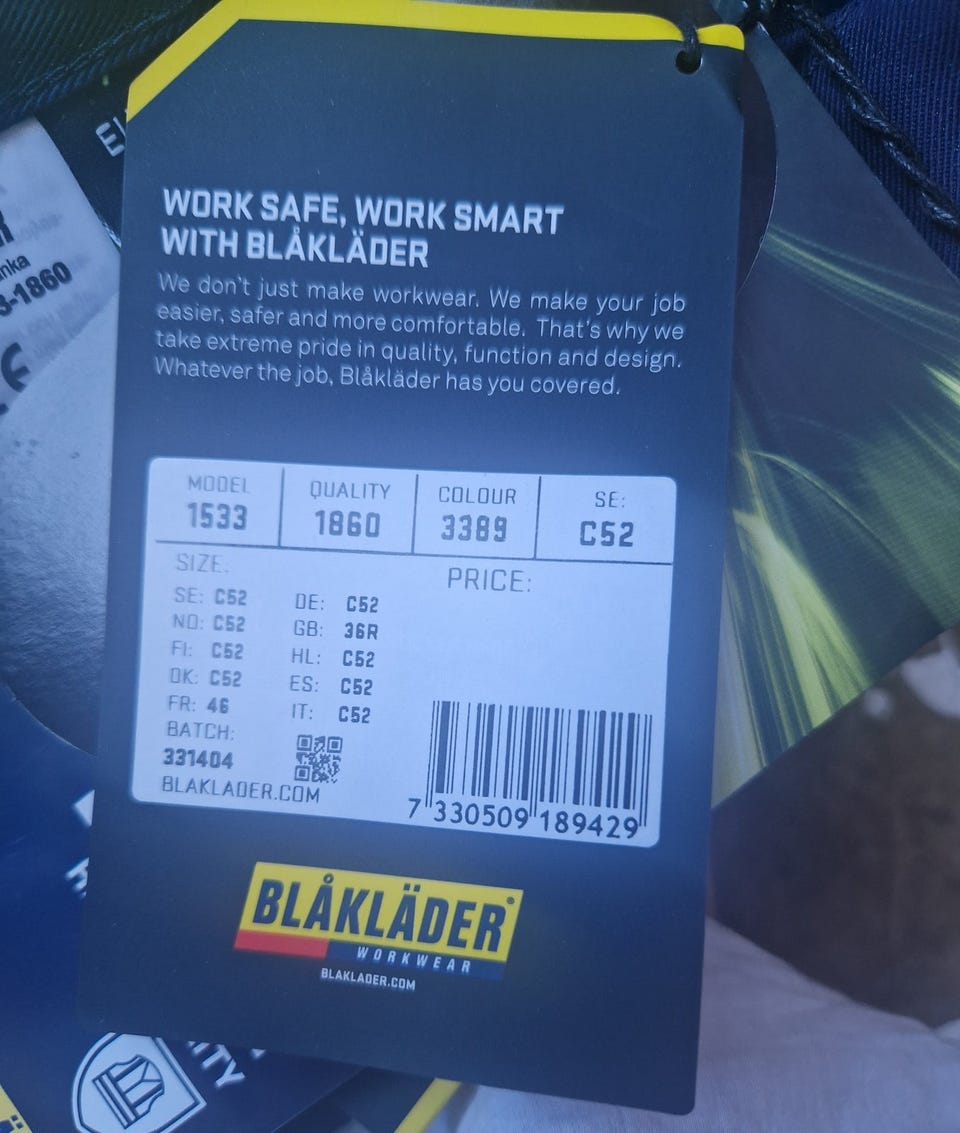 WORK SAFE, WORK SMART
WITH BLÅKLÄDER
We don't just make workwear. We make your job
easier, safer and more comfortable. That's why we
take extreme pride in quality, function and design.
Whatever the job, Blåkläder has you covered.
MODEL
1533
QUALITY
1860
COLOUR
3389
SE:
C52
SIZE:
SE: C52
NO: C52
FI: C52
DK: C52
FR: 46
DE: C52
GB: 36R
HL: C52
ES: C52
IT: C52
BATCH:
331404
BLAKLADER.COM
PRICE:
7 330509 189429
BLÅKLÄDER
WORKWEAR
BLAKLADER.COM
nka
-1860
CE